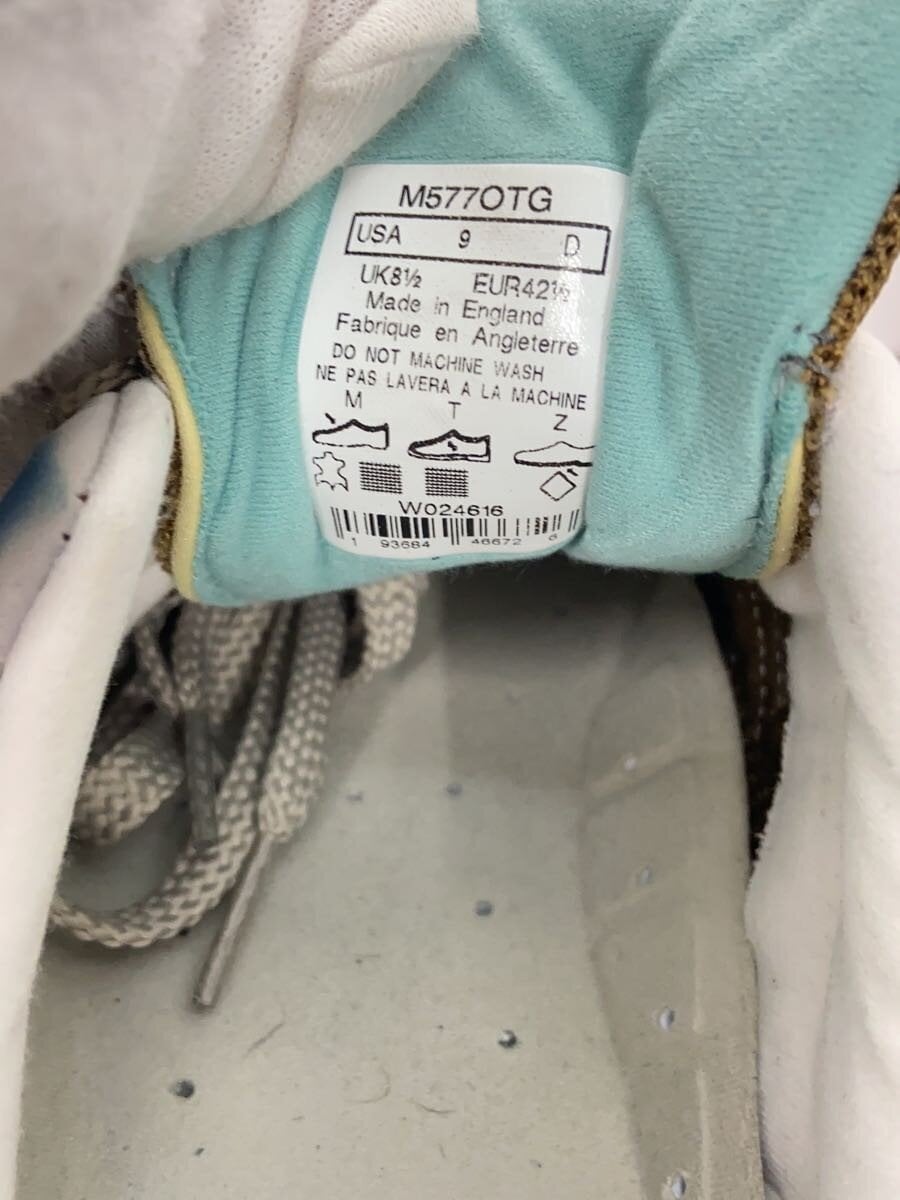 M577OTG
USA 9 D
UK8½ EUR42½
Made in England
Fabrique en Angleterre
DO NOT MACHINE WASH
NE PAS LAVERA A LA MACHINE
M T Z
W024616
1 93684 46672 6